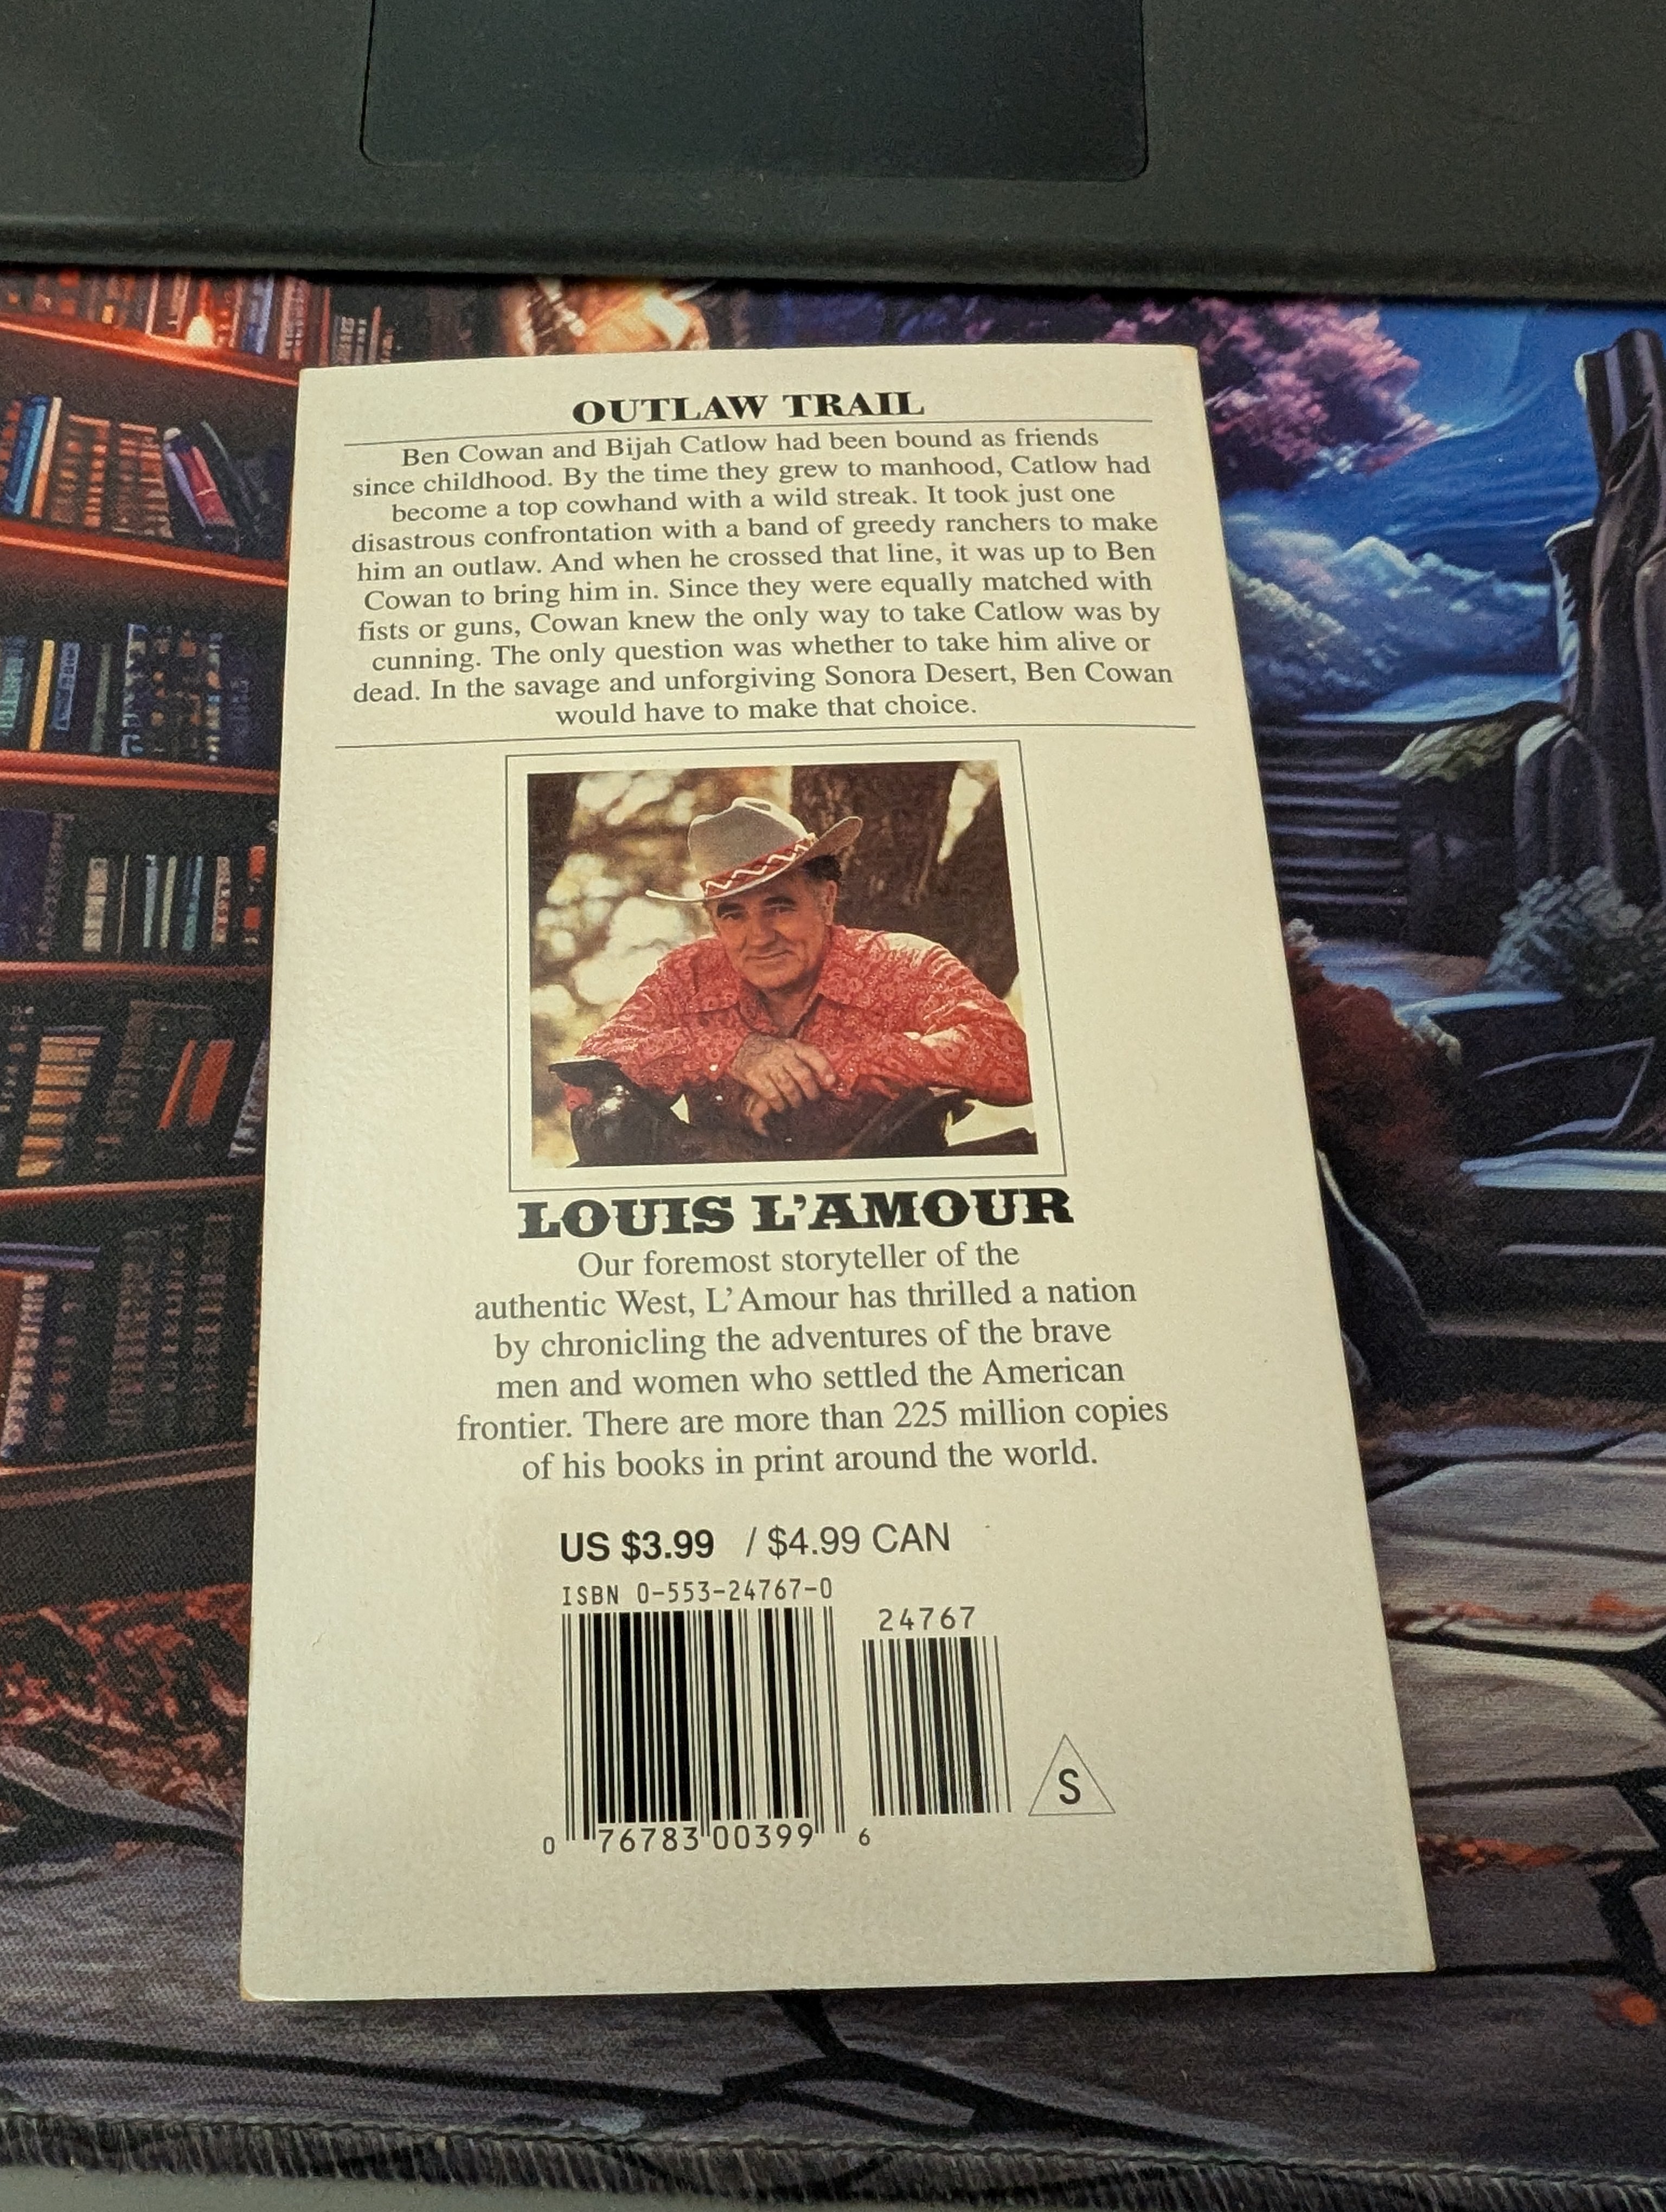 OUTLAW TRAIL
Ben Cowan and Bijah Catlow had been bound as friends
since childhood. By the time they grew to manhood, Catlow had
become a top cowhand with a wild streak. It took just one
disastrous confrontation with a band of greedy ranchers to make
him an outlaw. And when he crossed that line, it was up to Ben
Cowan to bring him in. Since they were equally matched with
fists or guns, Cowan knew the only way to take Catlow was by
cunning. The only question was whether to take him alive or
dead. In the savage and unforgiving Sonora Desert, Ben Cowan
would have to make that choice.
LOUIS L'AMOUR
Our foremost storyteller of the
authentic West, L'Amour has thrilled a nation
by chronicling the adventures of the brave
men and women who settled the American
frontier. There are more than 225 million copies
of his books in print around the world.
US $3.99 / $4.99 CAN
ISBN 0-553-24767-0
24767
0 76783 00399 6
S